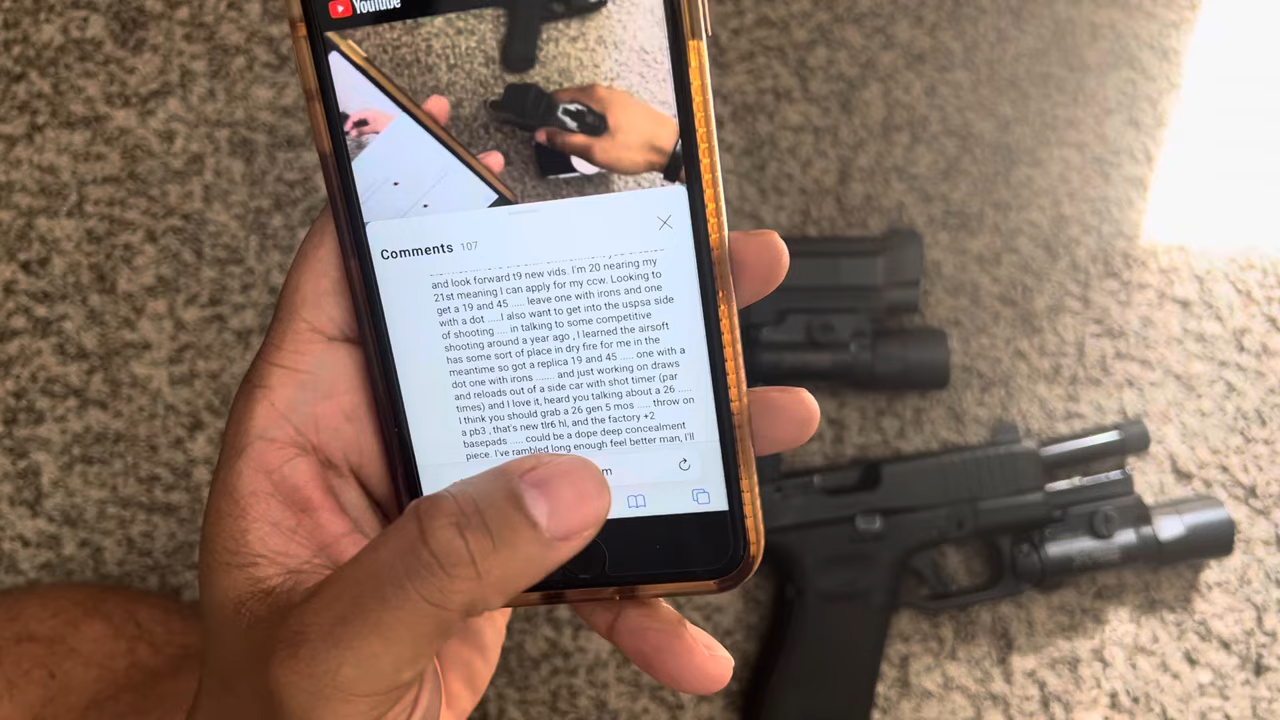 YouTube
Comments 107
and look forward t9 new vids. I'm 20 nearing my
21st meaning I can apply for my ccw. Looking to
get a 19 and 45 ..... leave one with irons and one
with a dot .....I also want to get into the uspsa side
of shooting .... in talking to some competitive
shooting around a year ago , I learned the airsoft
has some sort of place in dry fire for me in the
meantime so got a replica 19 and 45 ..... one with a
dot one with irons ....... and just working on draws
and reloads out of a side car with shot timer (par
times) and I love it, heard you talking about a 26 .....
I think you should grab a 26 gen 5 mos ..... throw on
a pb3 , that's new tlr6 hl, and the factory +2
basepads ..... could be a dope deep concealment
piece. I've rambled long enough feel better man, I'll
m